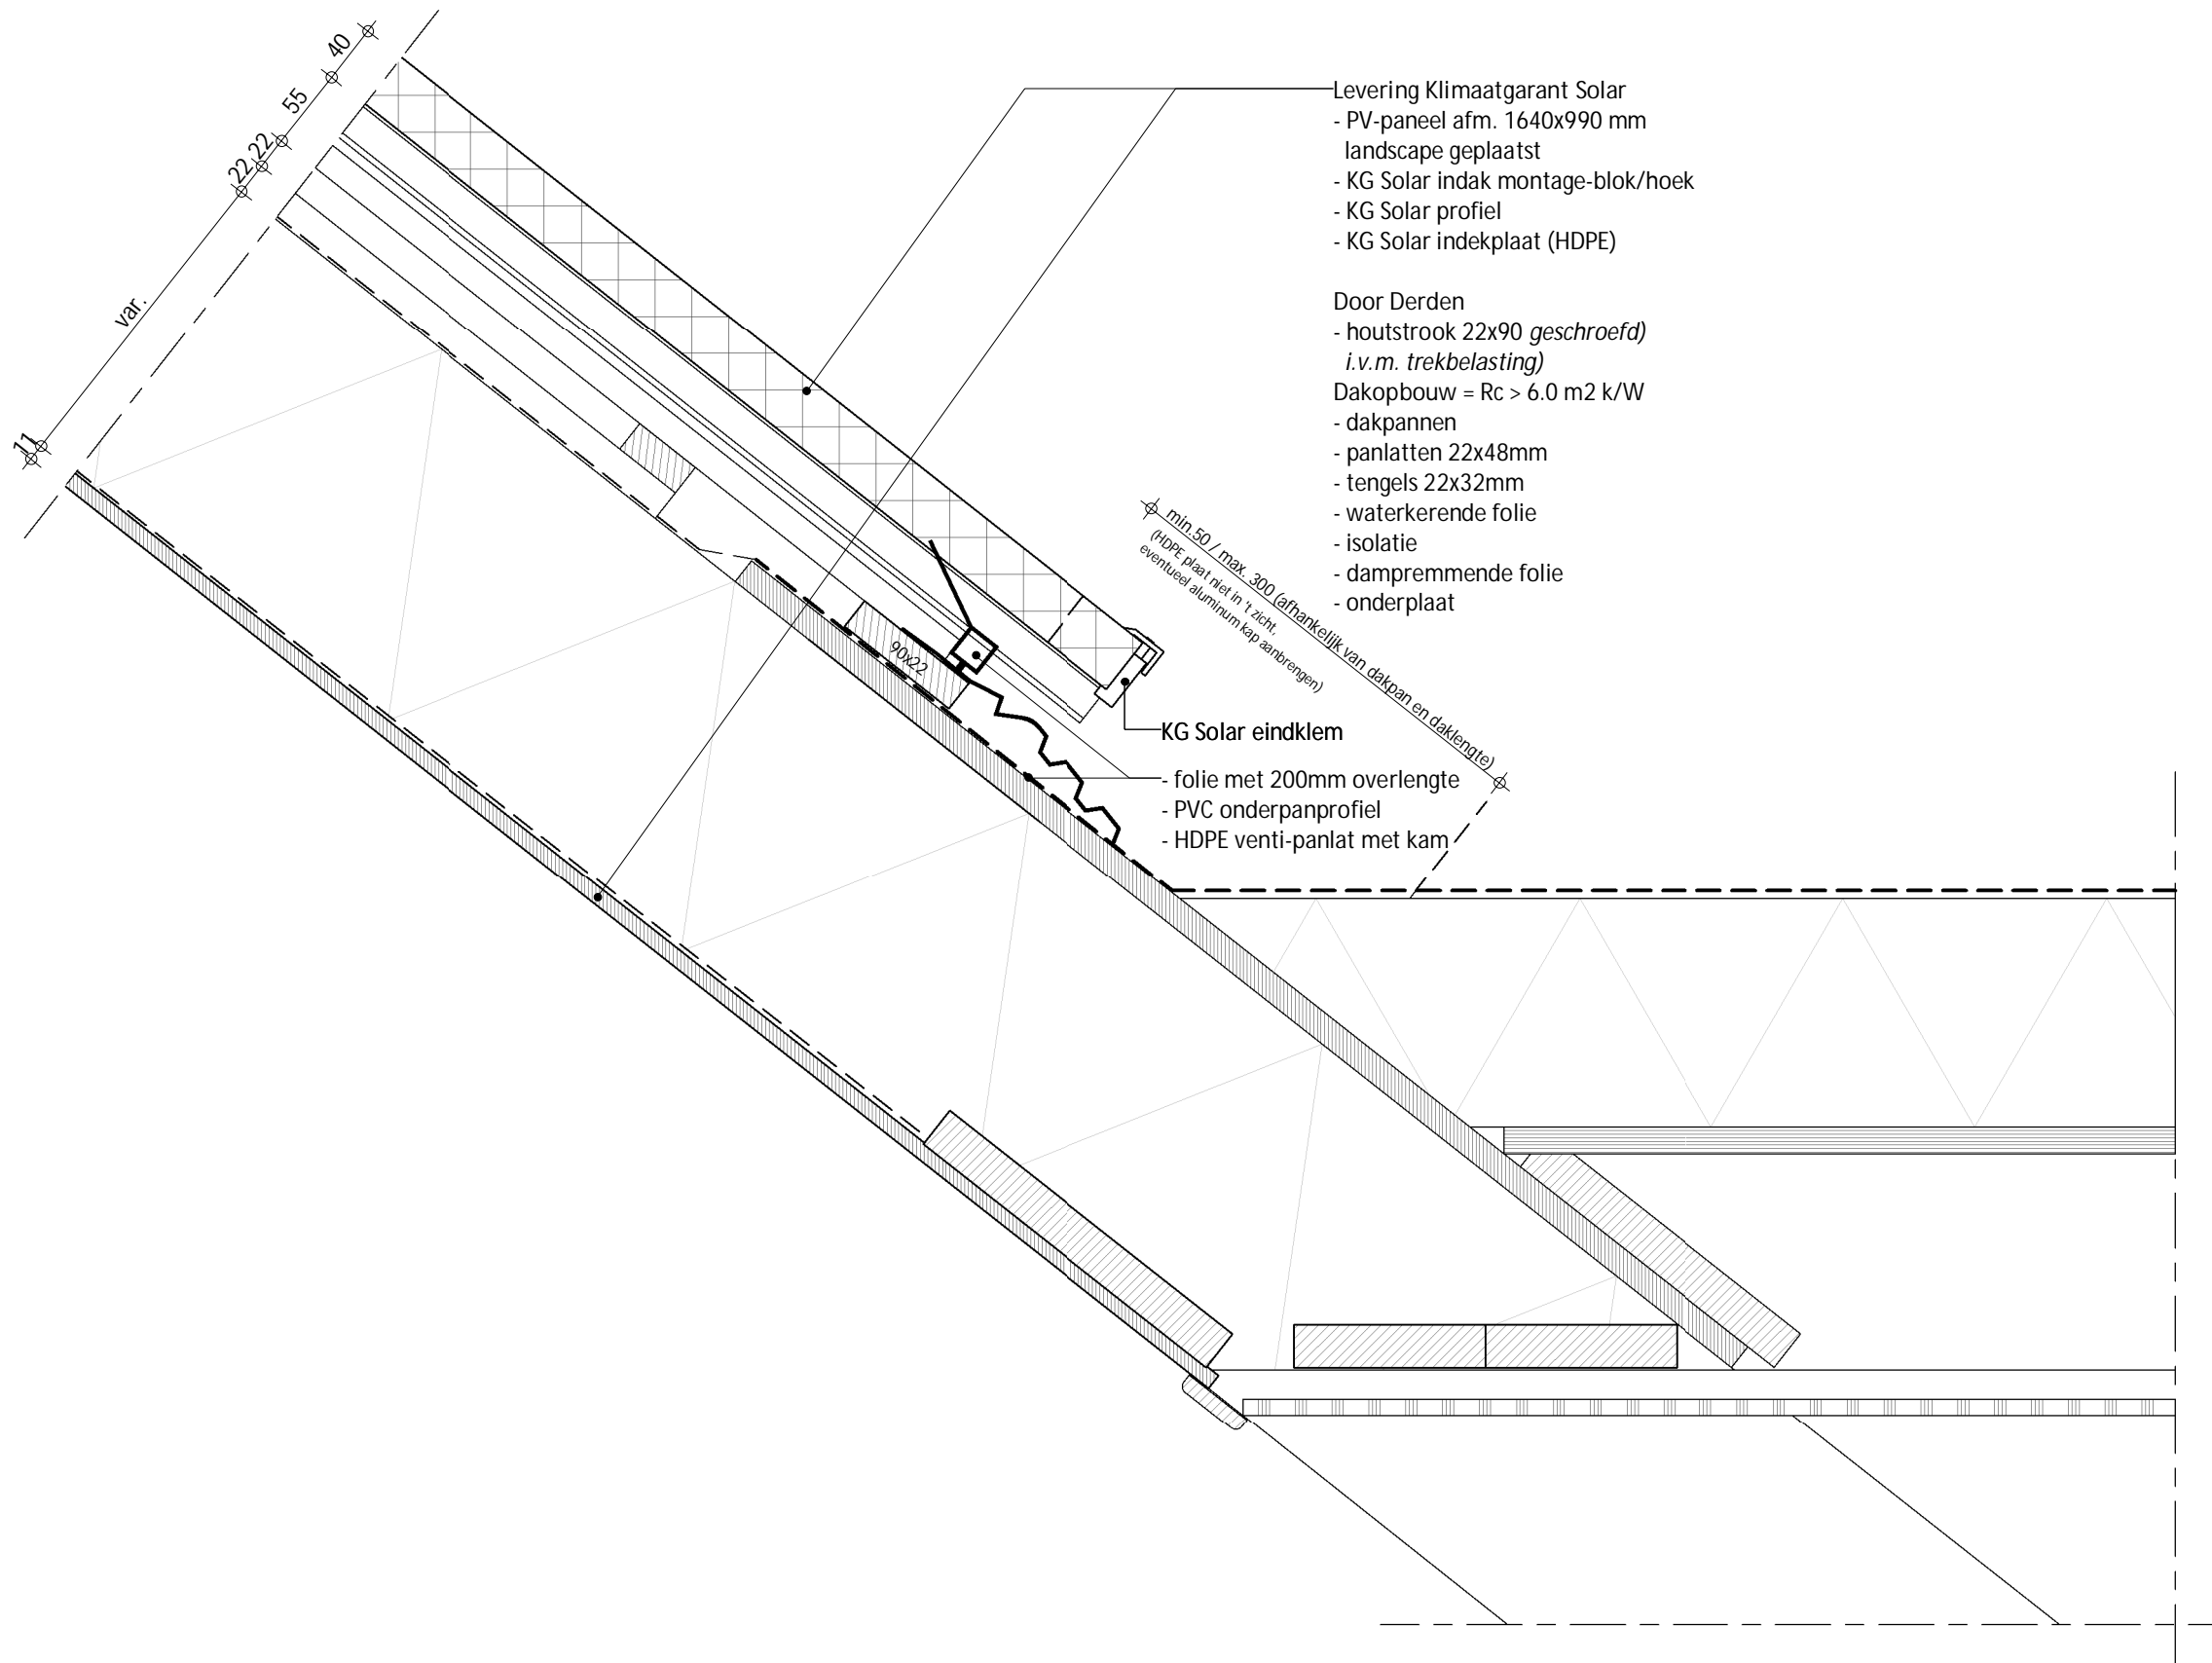 40
55
22
22
var.
11
Levering Klimaatgarant Solar
- PV-paneel afm. 1640x990 mm
landscape geplaatst
- KG Solar indak montage-blok/hoek
- KG Solar profiel
- KG Solar indekplaat (HDPE)
Door Derden
- houtstrook 22x90 geschroefd)
i.v.m. trekbelasting)
Dakopbouw = Rc > 6.0 m2 k/W
- dakpannen
- panlatten 22x48mm
- tengels 22x32mm
- waterkerende folie
- isolatie
- dampremmende folie
- onderplaat
min.50 / max. 300 (afhankelijk van dakpan en daklengte)
(HDPE plaat niet in 't zicht,
eventueel aluminum kap aanbrengen)
90x22
KG Solar eindklem
- folie met 200mm overlengte
- PVC onderpanprofiel
- HDPE venti-panlat met kam